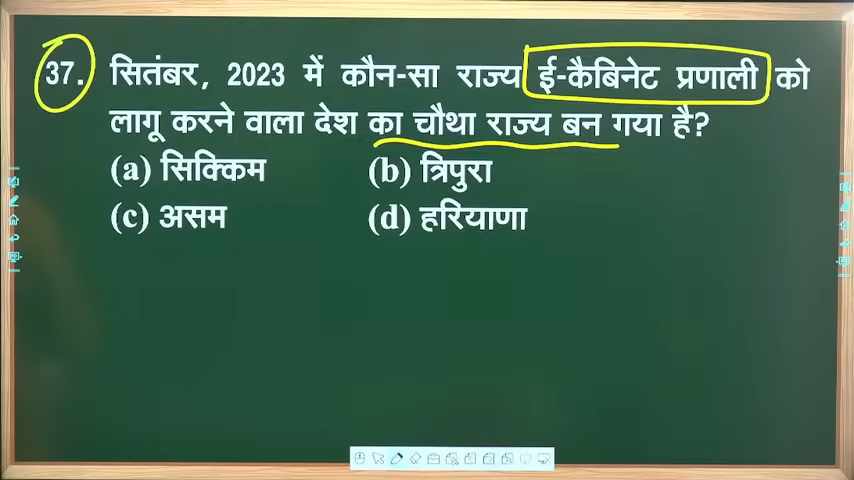 37. सितंबर, 2023 में कौन-सा राज्य ई-कैबिनेट प्रणाली को
लागू करने वाला देश का चौथा राज्य बन गया है?
(a) सिक्किम (b) त्रिपुरा
(c) असम (d) हरियाणा